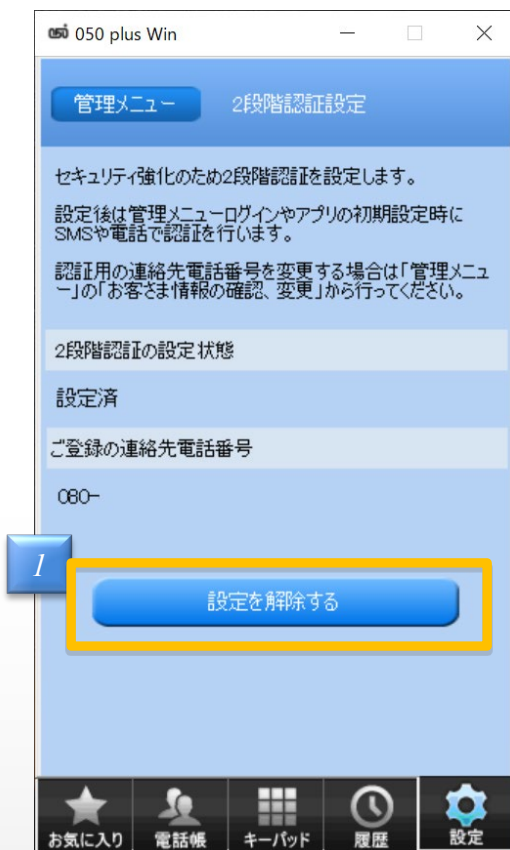 050 plus Win
管理メニュー 2段階認証設定
セキュリティ強化のため2段階認証を設定します。
設定後は管理メニューログインやアプリの初期設定時に
SMSや電話で認証を行います。
認証用の連絡先電話番号を変更する場合は「管理メニュ
ー」の「お客さま情報の確認、変更」から行ってください。
2段階認証の設定状態
設定済
ご登録の連絡先電話番号
080-
1
設定を解除する
お気に入り 電話帳 キーパッド 履歴 設定